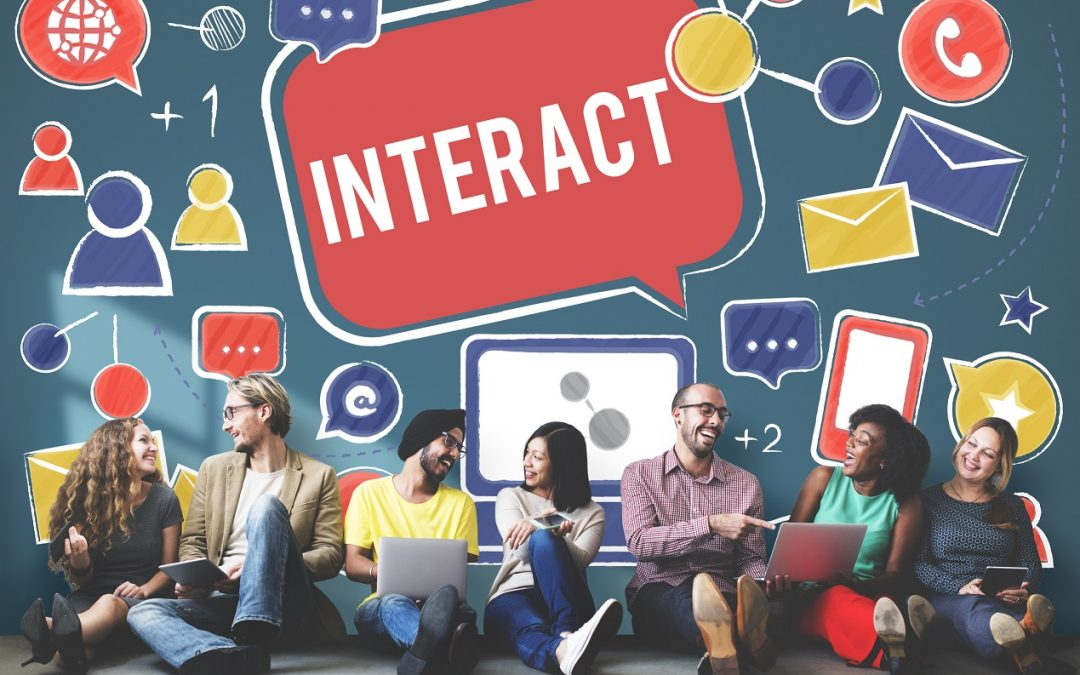 +1
INTERACT
@
+2